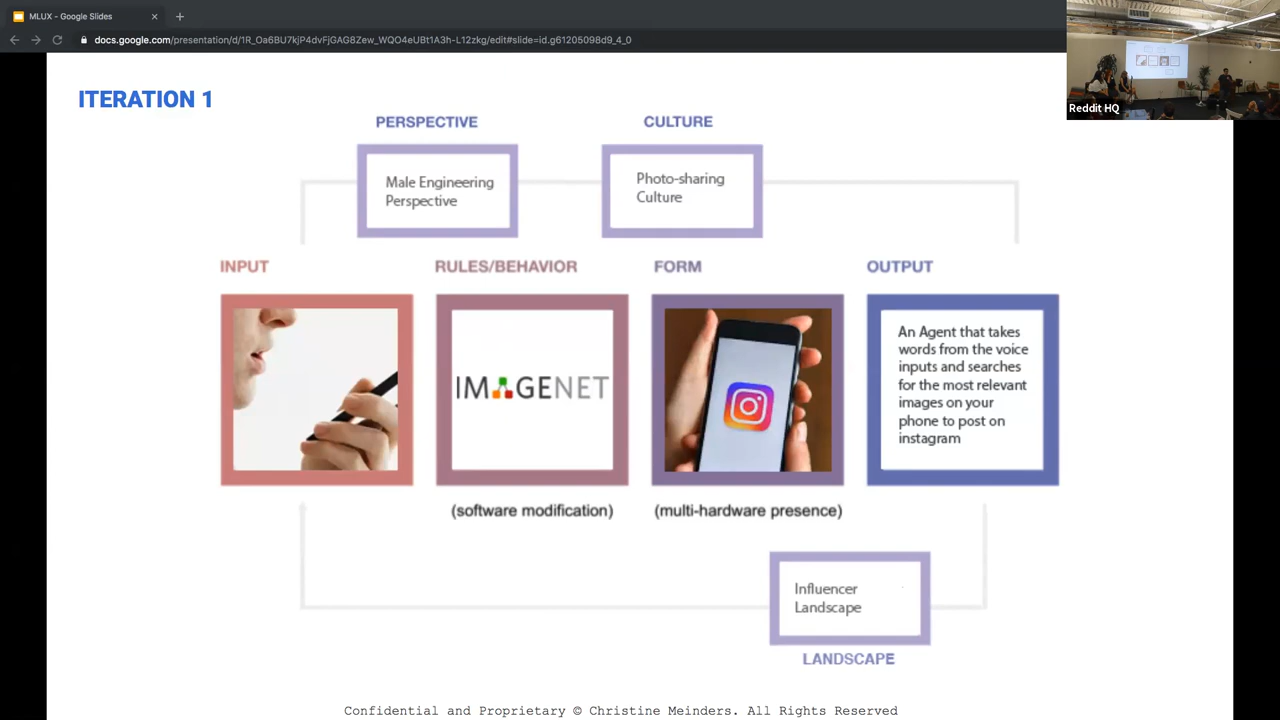 MLUX - Google Slides
docs.google.com/presentation/d/1R_Oa6BU7kjP4dvFjGAG8Zew_WQO4eUBt1A3h-L12zkg/edit#slide=id.g61205098d9_4_0
Reddit HQ
ITERATION 1
PERSPECTIVE
CULTURE
Male Engineering
Perspective
Photo-sharing
Culture
INPUT
RULES/BEHAVIOR
FORM
OUTPUT
IMAGENET
An Agent that takes
words from the voice
inputs and searches
for the most relevant
images on your
phone to post on
instagram
(software modification)
(multi-hardware presence)
Influencer
Landscape
LANDSCAPE
Confidential and Proprietary © Christine Meinders. All Rights Reserved